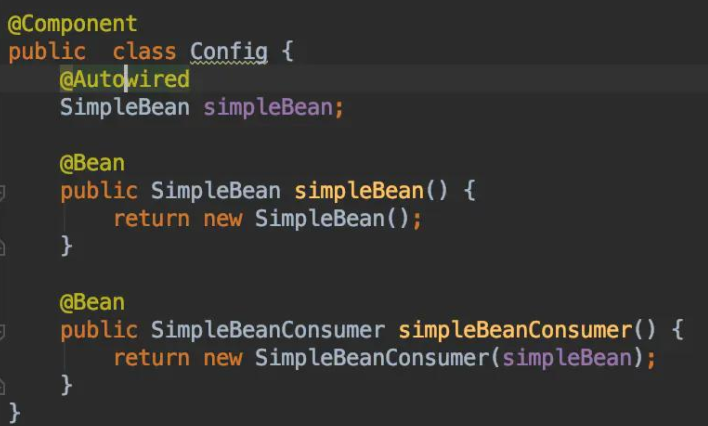 @Component
public  class Config {
    @Autowired
    SimpleBean simpleBean;

    @Bean
    public SimpleBean simpleBean() {
        return new SimpleBean();
    }

    @Bean
    public SimpleBeanConsumer simpleBeanConsumer() {
        return new SimpleBeanConsumer(simpleBean);
    }
}